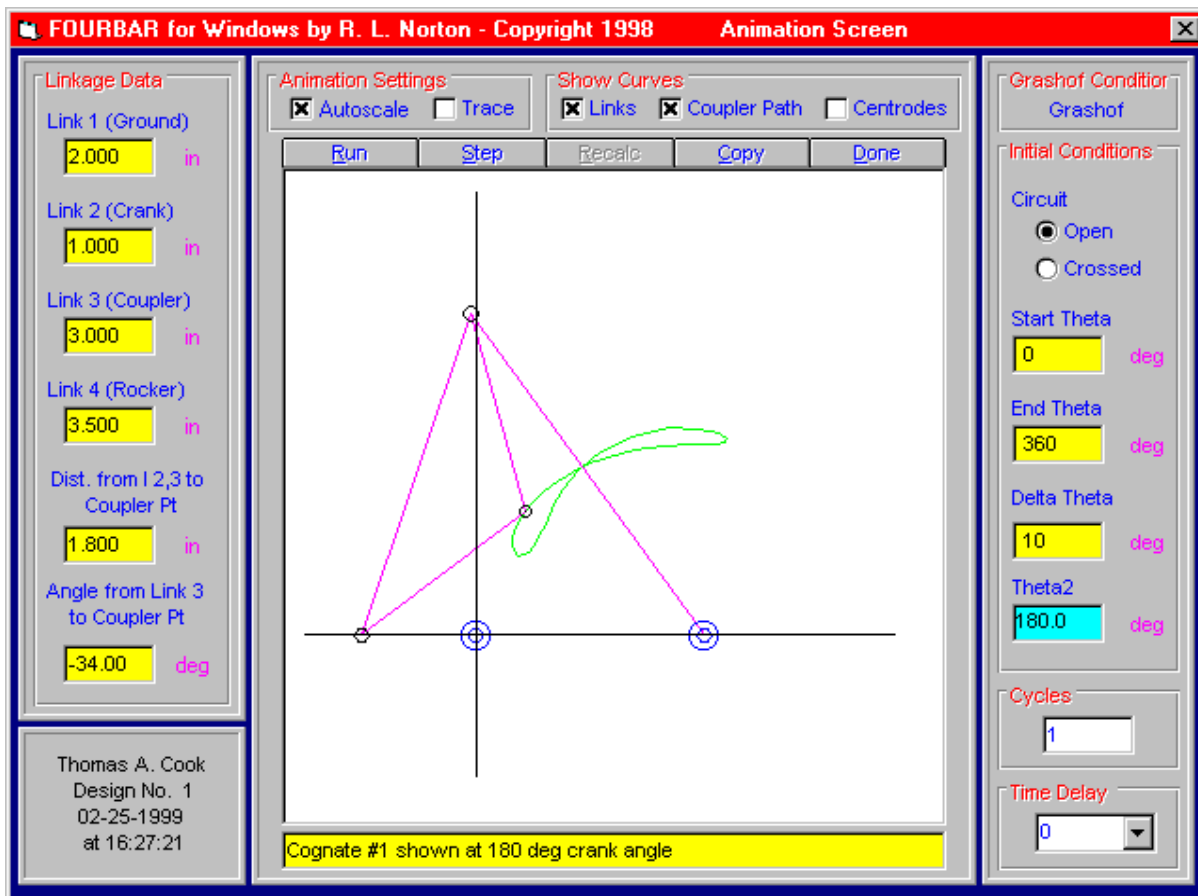 FOURBAR for Windows by R. L. Norton - Copyright 1998 Animation Screen
Linkage Data
Link 1 (Ground)
2.000 in
Link 2 (Crank)
1.000 in
Link 3 (Coupler)
3.000 in
Link 4 (Rocker)
3.500 in
Dist. from I 2,3 to
Coupler Pt
1.800 in
Angle from Link 3
to Coupler Pt
-34.00 deg
Thomas A. Cook
Design No. 1
02-25-1999
at 16:27:21
Animation Settings
Autoscale Trace
Show Curves
Links Coupler Path Centrodes
Run Step Recalc Copy Done
Cognate #1 shown at 180 deg crank angle
Grashof Condition
Grashof
Initial Conditions
Circuit
Open
Crossed
Start Theta
0 deg
End Theta
360 deg
Delta Theta
10 deg
Theta2
180.0 deg
Cycles
1
Time Delay
0